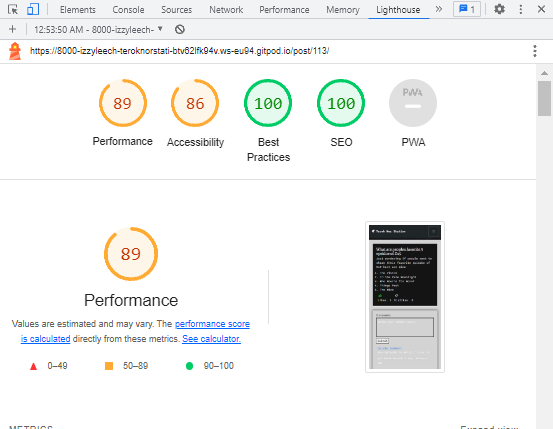 Elements Console Sources Network Performance Memory Lighthouse » 1
12:53:50 AM - 8000-izzyleech-
https://8000-izzyleech-teroknorstati-btv62lfk94v.ws-eu94.gitpod.io/post/113/
89 86 100 100 PWA
Performance Accessibility Best Practices SEO PWA
89
Performance
Values are estimated and may vary. The performance score
is calculated directly from these metrics. See calculator.
0–49 50–89 90–100
METRICS Expand view